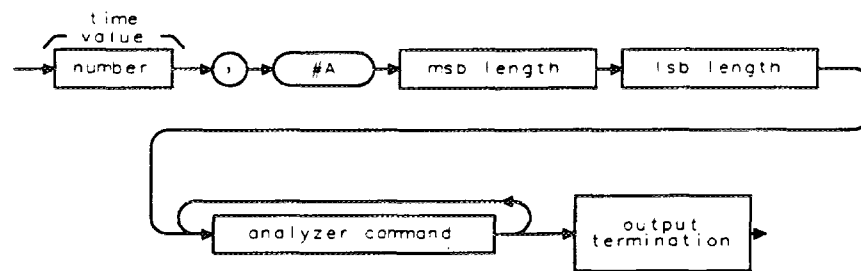 time
value
number , #A msb length lsb length
analyzer command
output
termination